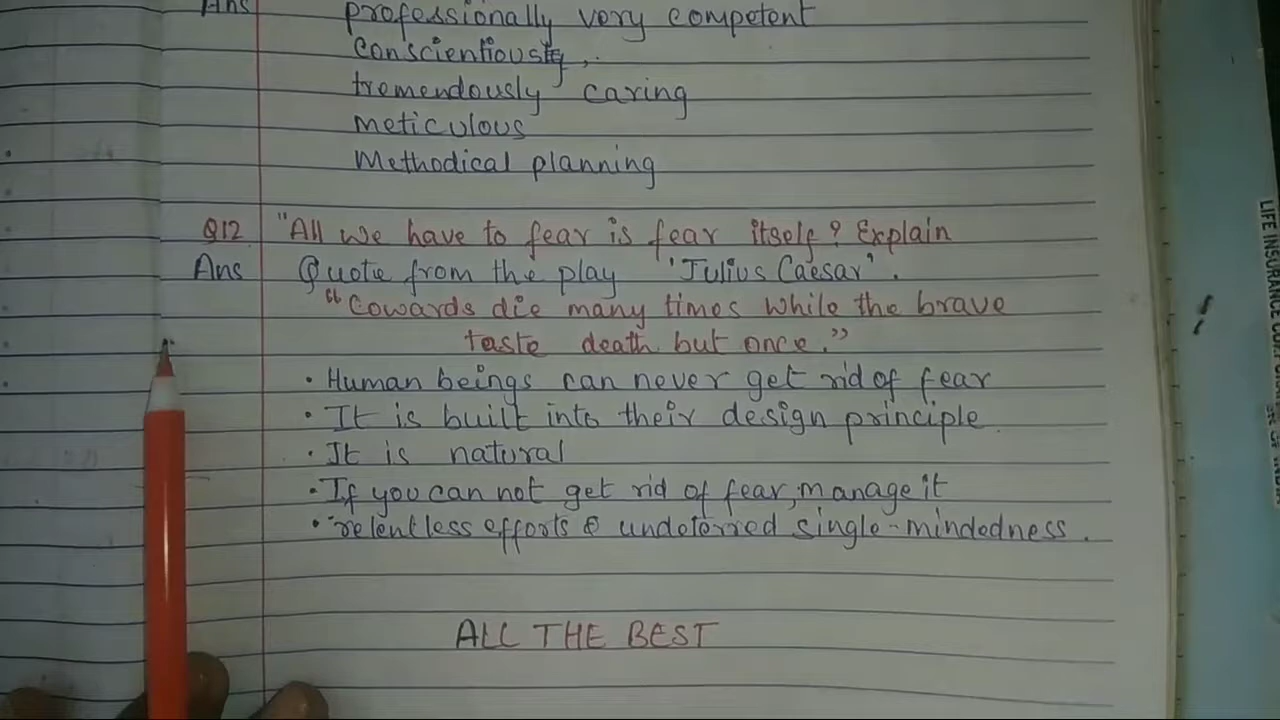 Ans professionally very competent
Conscientiously,.
tremendously caring
meticulous
Methodical planning
Q12 "All we have to fear is fear itself? Explain
Ans Quote from the play 'Julius Caesar'.
"Cowards die many times while the brave
taste death but once."
• Human beings can never get rid of fear
• It is built into their design principle.
• It is natural
• If you can not get rid of fear, manage it
• relentless efforts & undeterred single-mindedness.
ALL THE BEST
LIFE INSURANCE